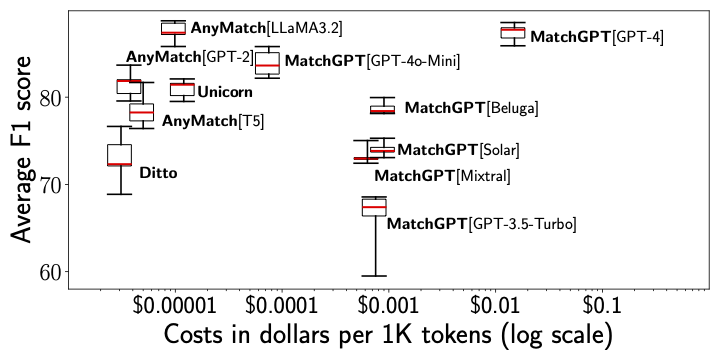 AnyMatch[LLaMA3.2]
MatchGPT[GPT-4]
AnyMatch[GPT-2]
MatchGPT[GPT-4o-Mini]
Unicorn
MatchGPT[Beluga]
AnyMatch[T5]
MatchGPT[Solar]
Ditto
MatchGPT[Mixtral]
MatchGPT[GPT-3.5-Turbo]
Average F1 score
80
70
60
$0.00001 $0.0001 $0.001 $0.01 $0.1
Costs in dollars per 1K tokens (log scale)